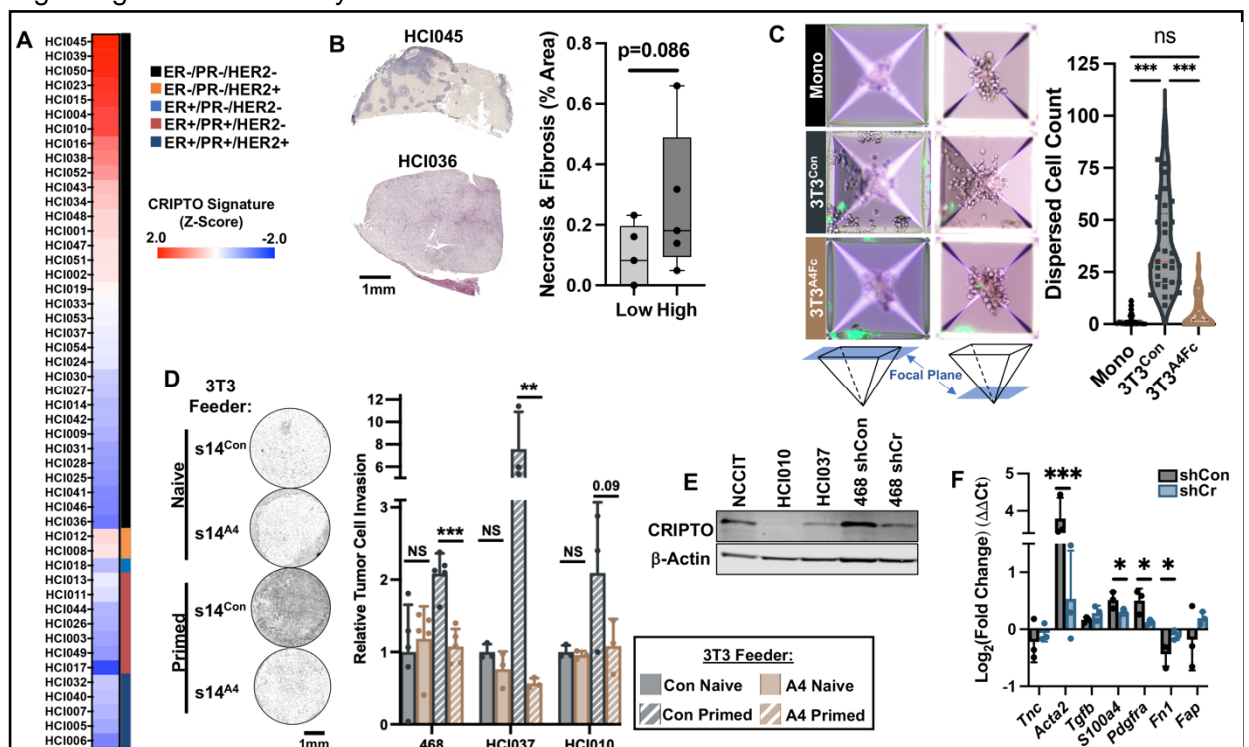 A
HCI045
HCI039
HCI050
HCI023
HCI015
HCI004
HCI010
HCI016
HCI038
HCI052
HCI043
HCI034
HCI048
HCI001
HCI047
HCI051
HCI002
HCI019
HCI033
HCI053
HCI037
HCI054
HCI024
HCI030
HCI027
HCI014
HCI042
HCI009
HCI031
HCI028
HCI025
HCI041
HCI046
HCI036
HCI012
HCI008
HCI018
HCI013
HCI011
HCI044
HCI026
HCI003
HCI049
HCI017
HCI032
HCI040
HCI007
HCI005
HCI006
ER-/PR-/HER2-
ER-/PR-/HER2+
ER+/PR-/HER2-
ER+/PR+/HER2-
ER+/PR+/HER2+
CRIPTO Signature
(Z-Score)
2.0 -2.0
B
HCI045
HCI036
1mm
Necrosis & Fibrosis (% Area)
0.8
0.6
0.4
0.2
0.0
p=0.086
Low High
C
Mono
3T3Con
3T3A4Fc
Focal Plane
Dispersed Cell Count
125
100
75
50
25
0
ns
*** ***
Mono
3T3Con
3T3A4Fc
D
3T3
Feeder:
Naive
s14Con
s14A4
Primed
s14Con
s14A4
1mm
Relative Tumor Cell Invasion
12
10
8
6
4
2
1
0
NS
***
NS
**
NS
0.09
468 HCI037 HCI010
E
NCCIT
HCI010
HCI037
468 shCon
468 shCr
CRIPTO
β-Actin
3T3 Feeder:
Con Naive A4 Naive
Con Primed A4 Primed
F
Log2(Fold Change) (ΔΔCt)
5
4
3
2
1
0
-1
***
* * *
shCon
shCr
Tnc
Acta2
Tgfb
S100a4
Pdgfra
Fn1
Fap